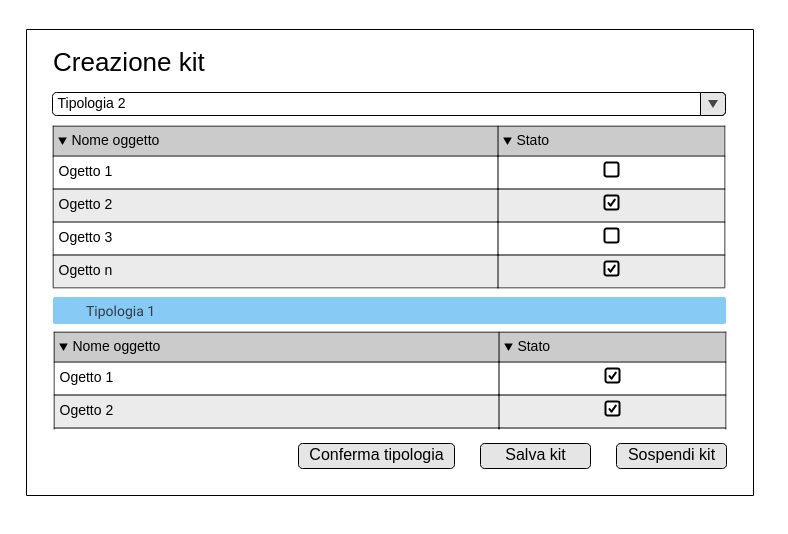 Creazione kit
Tipologia 2
Nome oggetto Stato
Ogetto 1
Ogetto 2
Ogetto 3
Ogetto n
Tipologia 1
Nome oggetto Stato
Ogetto 1
Ogetto 2
Conferma tipologia Salva kit Sospendi kit